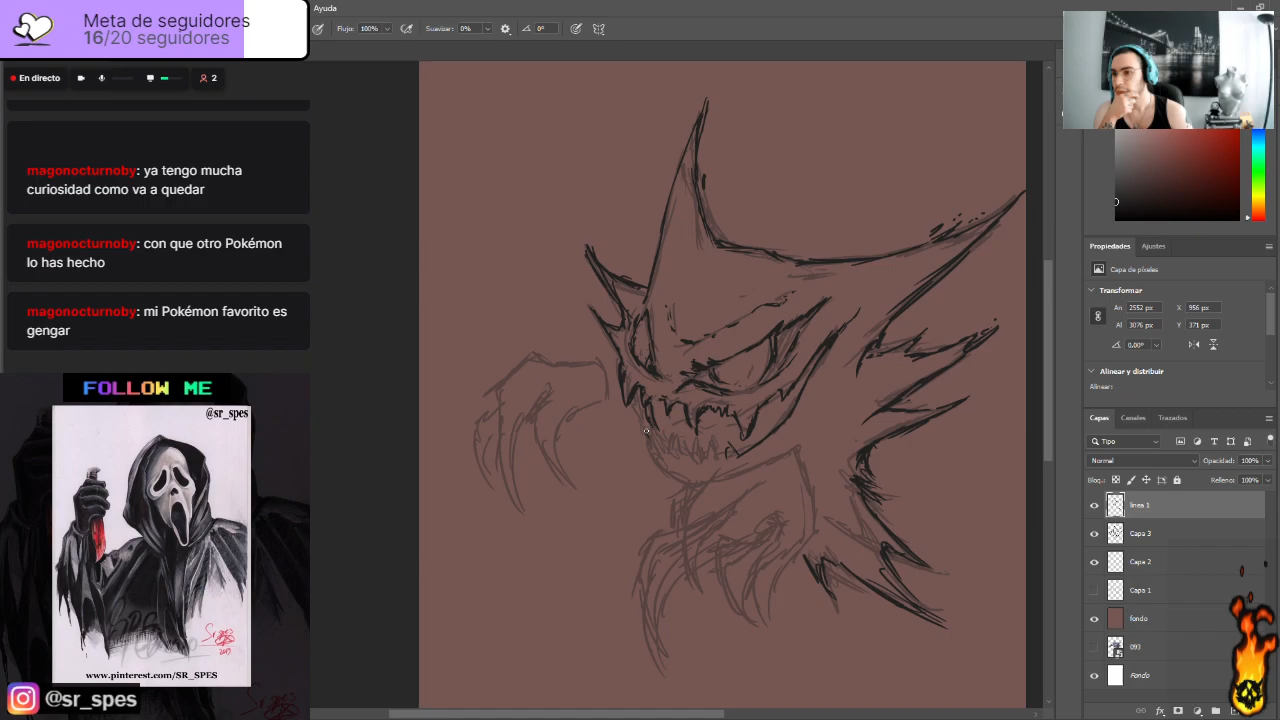 Meta de seguidores
16/20 seguidores
Ayuda
Flujo: 100%
Suavizar: 0%
0°
En directo
2
magonocturnoby: ya tengo mucha
curiosidad como va a quedar
magonocturnoby: con que otro Pokémon
lo has hecho
magonocturnoby: mi Pokémon favorito es
gengar
FOLLOW ME
@sr_spes
www.pinterest.com/SR_SPES
@sr_spes
Propiedades Ajustes
Capa de píxeles
Transformar
An 2552 px X 956 px
Al 3076 px Y 371 px
0,00°
Alinear y distribuir
Alinear:
Capas Canales Trazados
Tipo
Normal Opacidad: 100%
Bloq.: Relleno: 100%
linea 1
Capa 3
Capa 2
Capa 1
fondo
093
Fondo